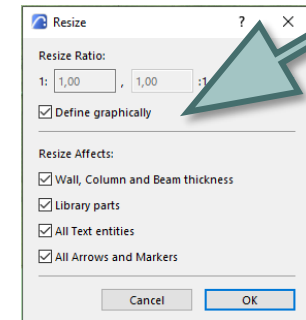 Resize ?
Resize Ratio:
1: 1,00 , 1,00 :1
Define graphically
Resize Affects:
Wall, Column and Beam thickness
Library parts
All Text entities
All Arrows and Markers
Cancel OK